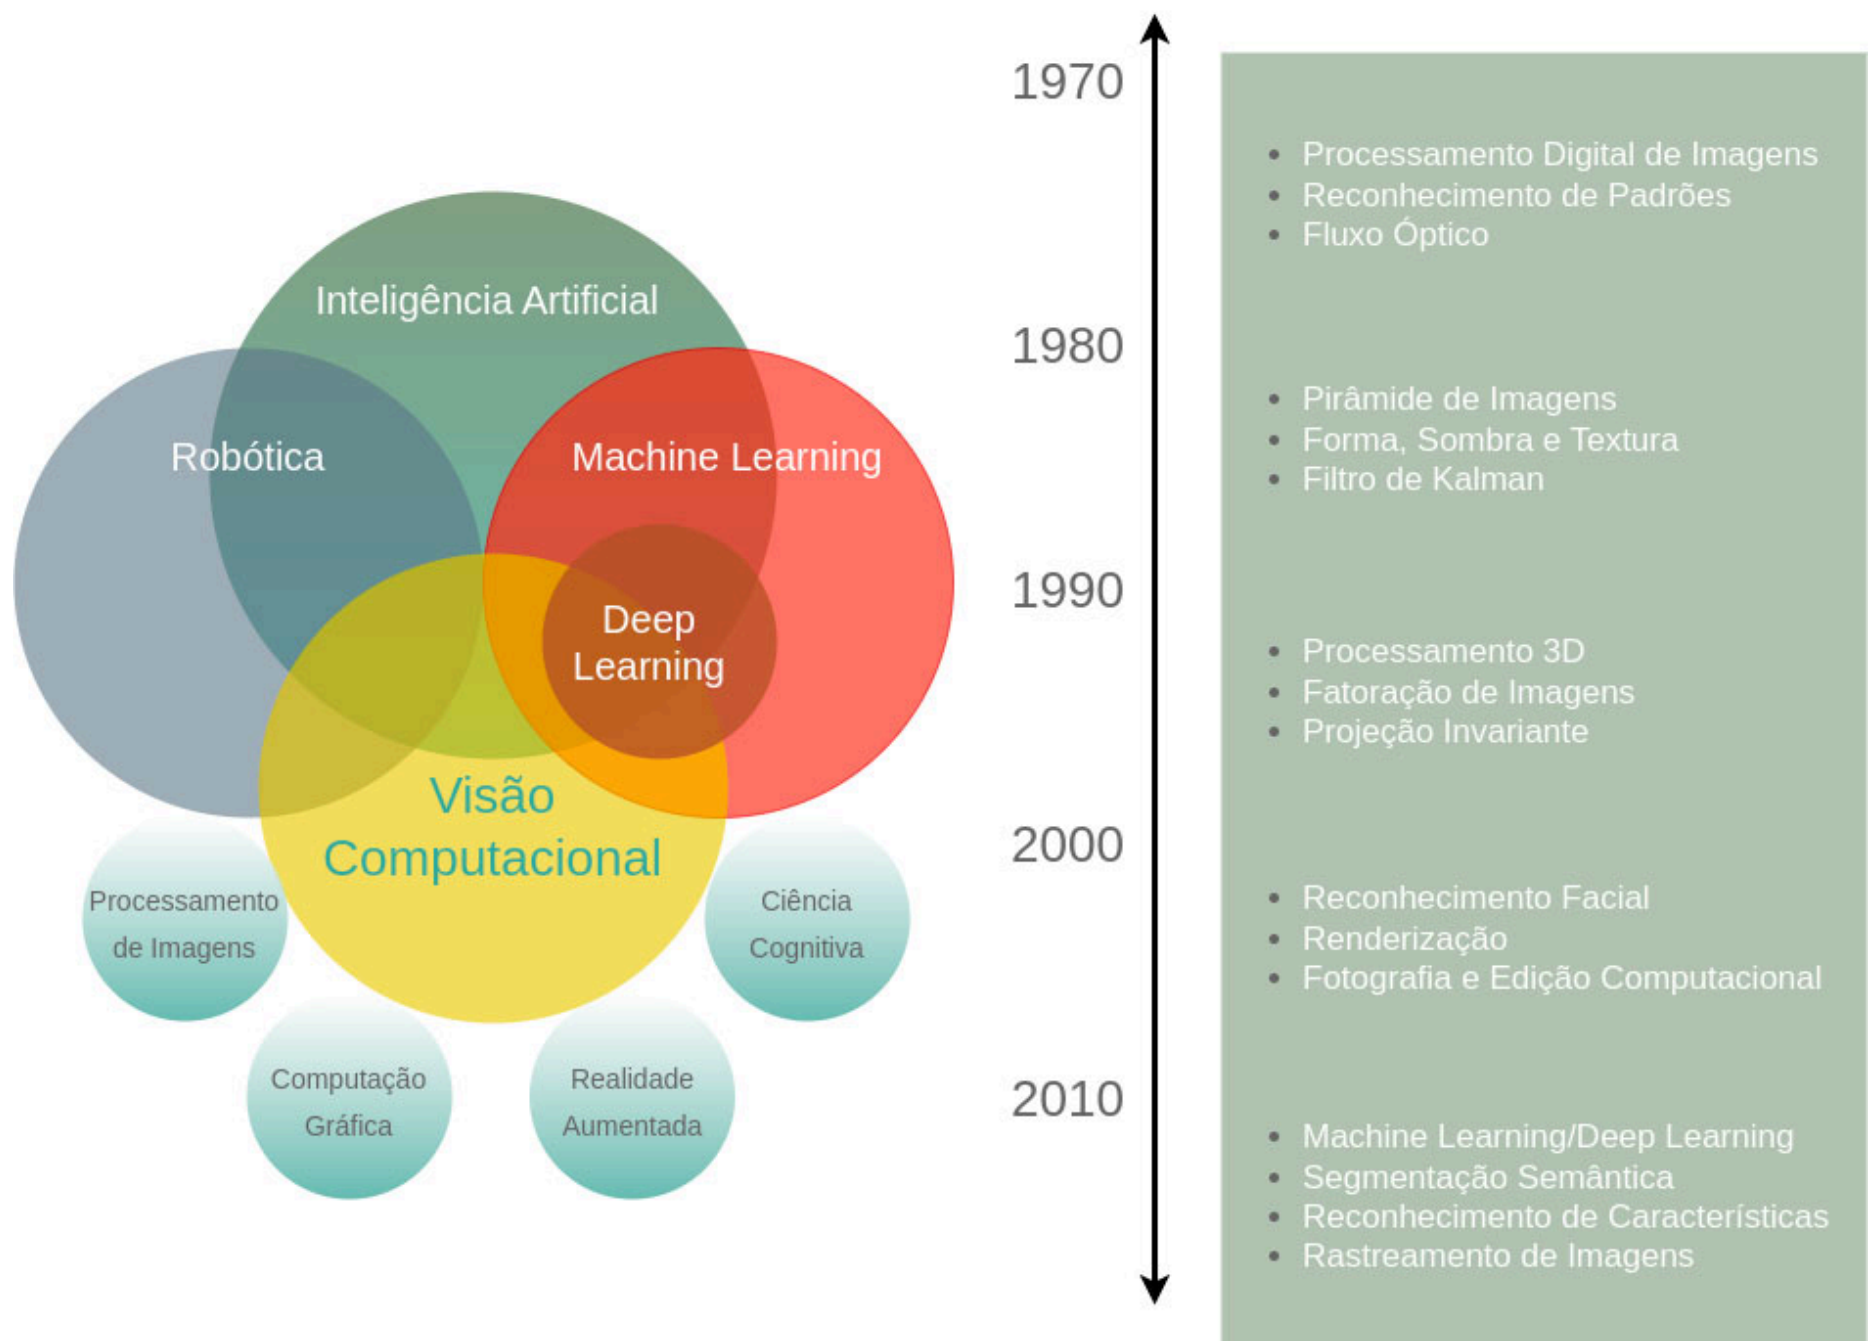 Inteligência Artificial
Robótica
Machine Learning
Deep
Learning
Visão
Computacional
Processamento
de Imagens
Ciência
Cognitiva
Computação
Gráfica
Realidade
Aumentada
1970
Processamento Digital de Imagens
Reconhecimento de Padrões
Fluxo Óptico
1980
Pirâmide de Imagens
Forma, Sombra e Textura
Filtro de Kalman
1990
Processamento 3D
Fatoração de Imagens
Projeção Invariante
2000
Reconhecimento Facial
Renderização
Fotografia e Edição Computacional
2010
Machine Learning/Deep Learning
Segmentação Semântica
Reconhecimento de Características
Rastreamento de Imagens